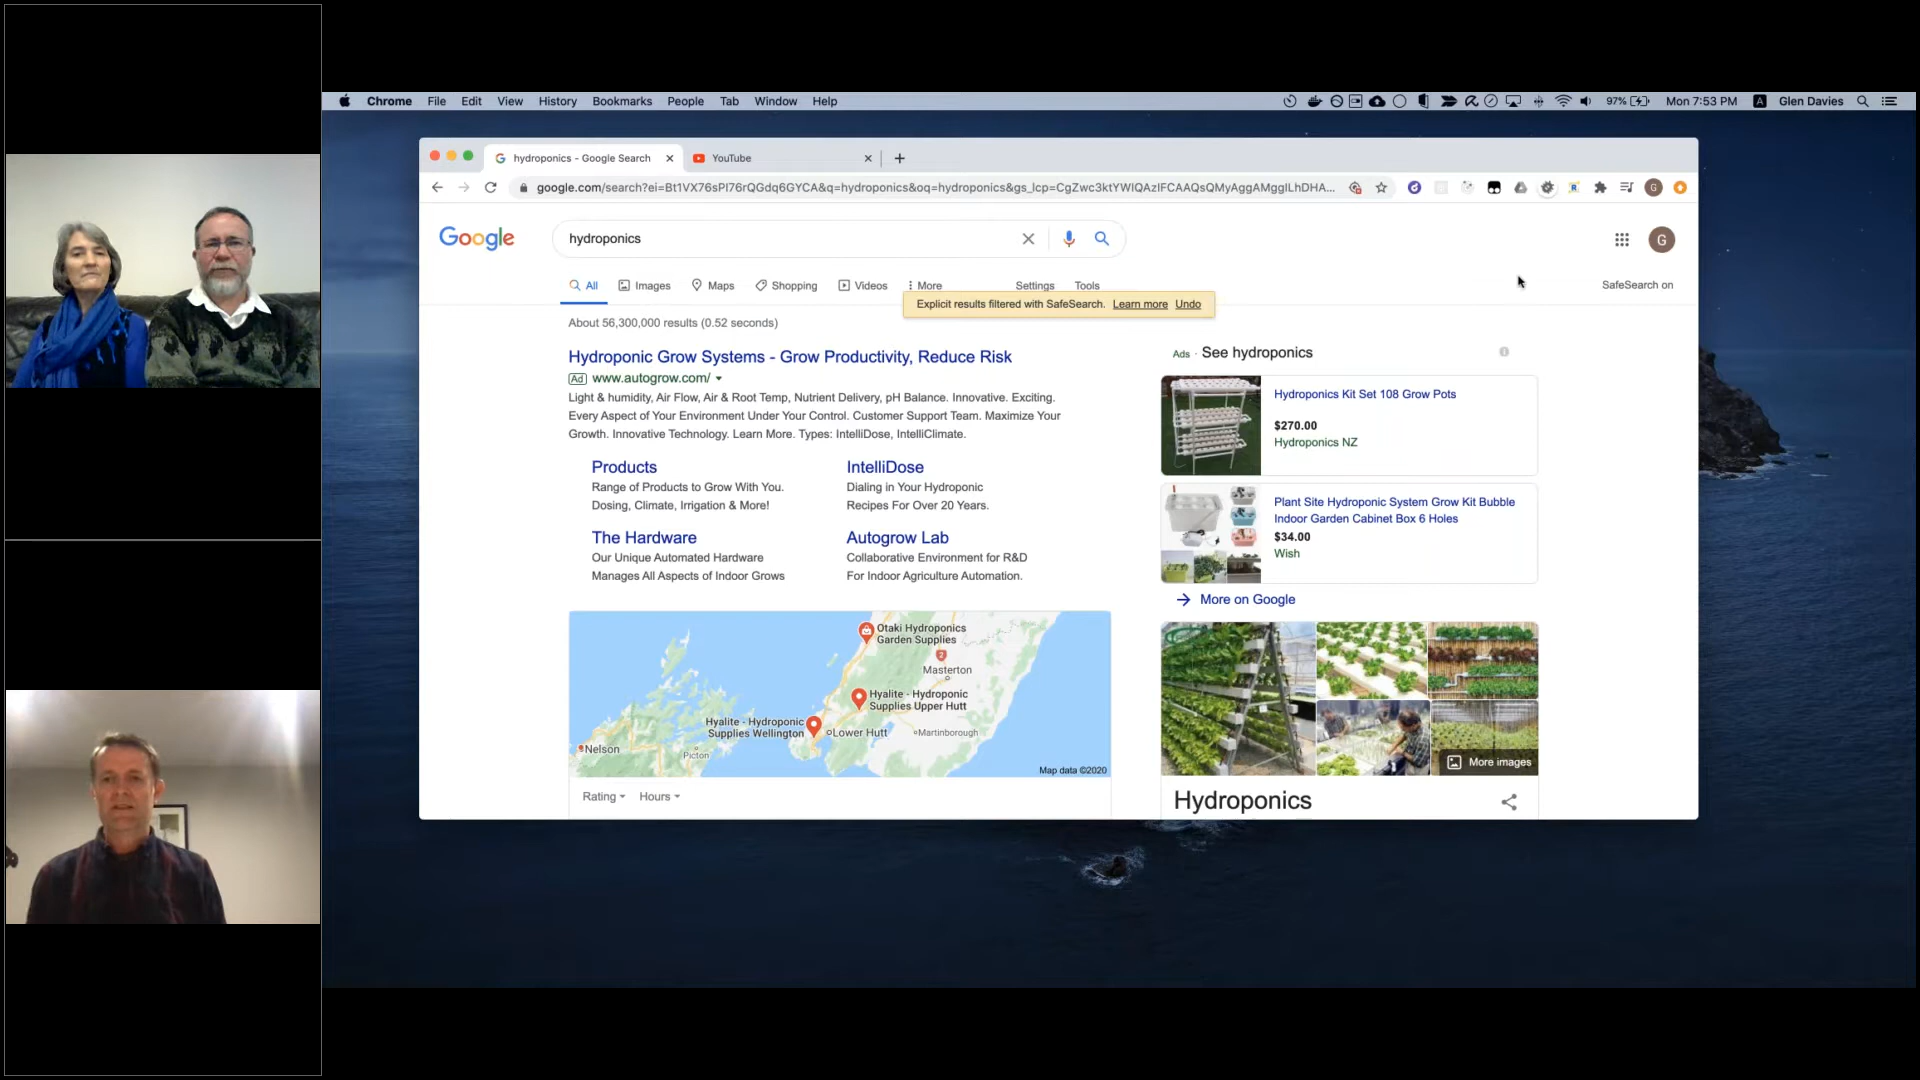 Chrome File Edit View History Bookmarks People Tab Window Help
97% Mon 7:53 PM A Glen Davies
hydroponics - Google Search
YouTube
google.com/search?ei=Bt1VX76sPI76rQGdq6GYCA&q=hydroponics&oq=hydroponics&gs_lcp=CgZwc3ktYWIQAzIFCAAQsQMyAggAMggILhDHA...
G
Google
hydroponics
G
All Images Maps Shopping Videos More Settings Tools
SafeSearch on
Explicit results filtered with SafeSearch. Learn more Undo
About 56,300,000 results (0.52 seconds)
Hydroponic Grow Systems - Grow Productivity, Reduce Risk
Ad www.autogrow.com/
Light & humidity, Air Flow, Air & Root Temp, Nutrient Delivery, pH Balance. Innovative. Exciting.
Every Aspect of Your Environment Under Your Control. Customer Support Team. Maximize Your
Growth. Innovative Technology. Learn More. Types: IntelliDose, IntelliClimate.
Products
Range of Products to Grow With You.
Dosing, Climate, Irrigation & More!
IntelliDose
Dialing in Your Hydroponic
Recipes For Over 20 Years.
The Hardware
Our Unique Automated Hardware
Manages All Aspects of Indoor Grows
Autogrow Lab
Collaborative Environment for R&D
For Indoor Agriculture Automation.
Otaki Hydroponics
Garden Supplies
2
Masterton
Hyalite - Hydroponic
Supplies Upper Hutt
Hyalite - Hydroponic
Supplies Wellington
Lower Hutt
Martinborough
Nelson
Picton
Map data ©2020
Rating Hours
Ads · See hydroponics
Hydroponics Kit Set 108 Grow Pots
$270.00
Hydroponics NZ
Plant Site Hydroponic System Grow Kit Bubble
Indoor Garden Cabinet Box 6 Holes
$34.00
Wish
More on Google
More images
Hydroponics